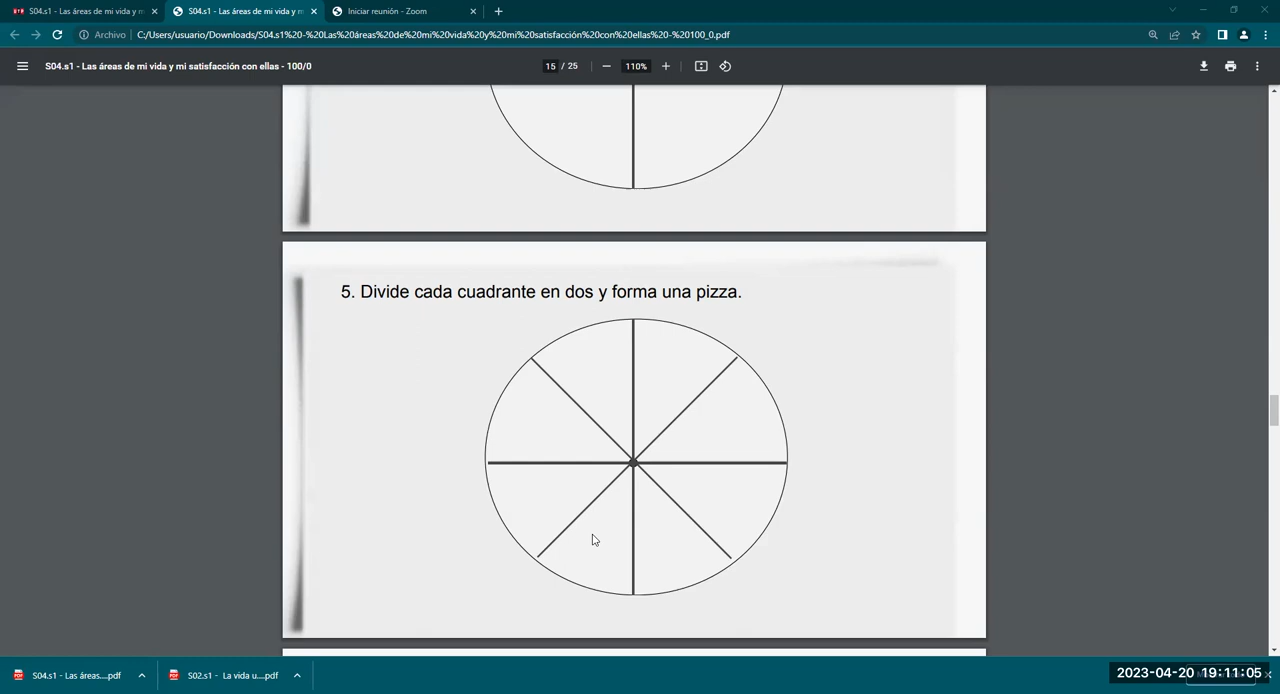 S04.s1 - Las áreas de mi vida y m
S04.s1 - Las áreas de mi vida y m
Iniciar reunión - Zoom
Archivo
C:/Users/usuario/Downloads/S04.s1%20-%20Las%20áreas%20de%20mi%20vida%20y%20mi%20satisfacción%20con%20ellas%20-%20100_0.pdf
S04.s1 - Las áreas de mi vida y mi satisfacción con ellas - 100/0
15 / 25
110%
5. Divide cada cuadrante en dos y forma una pizza.
S04.s1 - Las áreas....pdf
S02.s1 - La vida u....pdf
2023-04-20 19:11:05